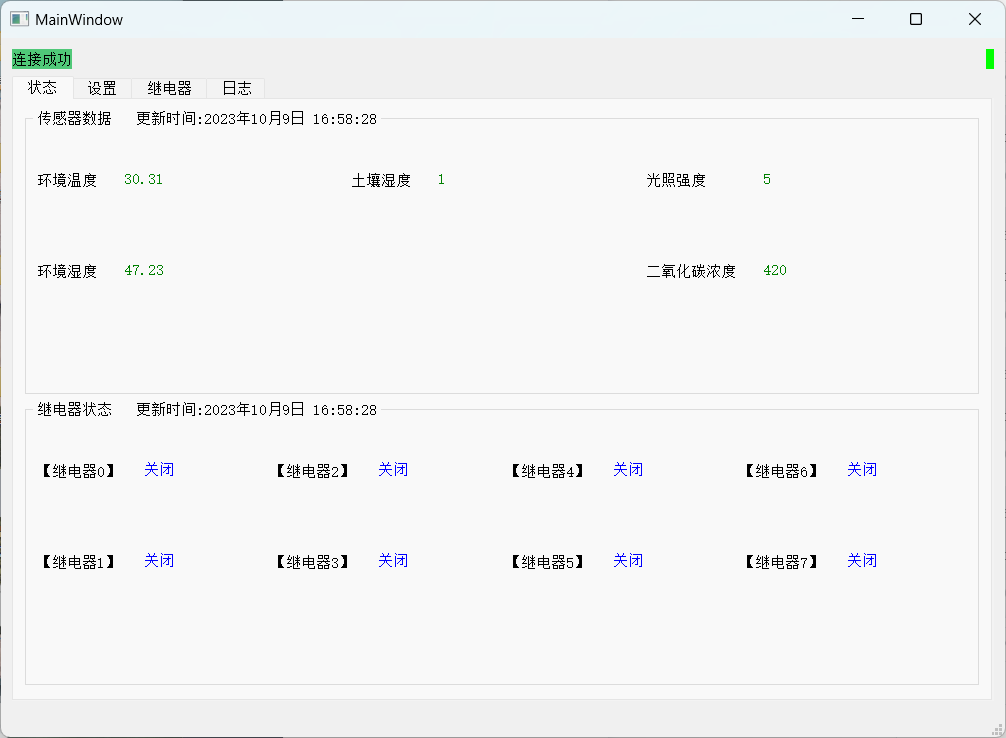 MainWindow
连接成功
状态 设置 继电器 日志
传感器数据 更新时间:2023年10月9日 16:58:28
环境温度 30.31 土壤湿度 1 光照强度 5
环境湿度 47.23 二氧化碳浓度 420
继电器状态 更新时间:2023年10月9日 16:58:28
【继电器0】 关闭 【继电器2】 关闭 【继电器4】 关闭 【继电器6】 关闭
【继电器1】 关闭 【继电器3】 关闭 【继电器5】 关闭 【继电器7】 关闭